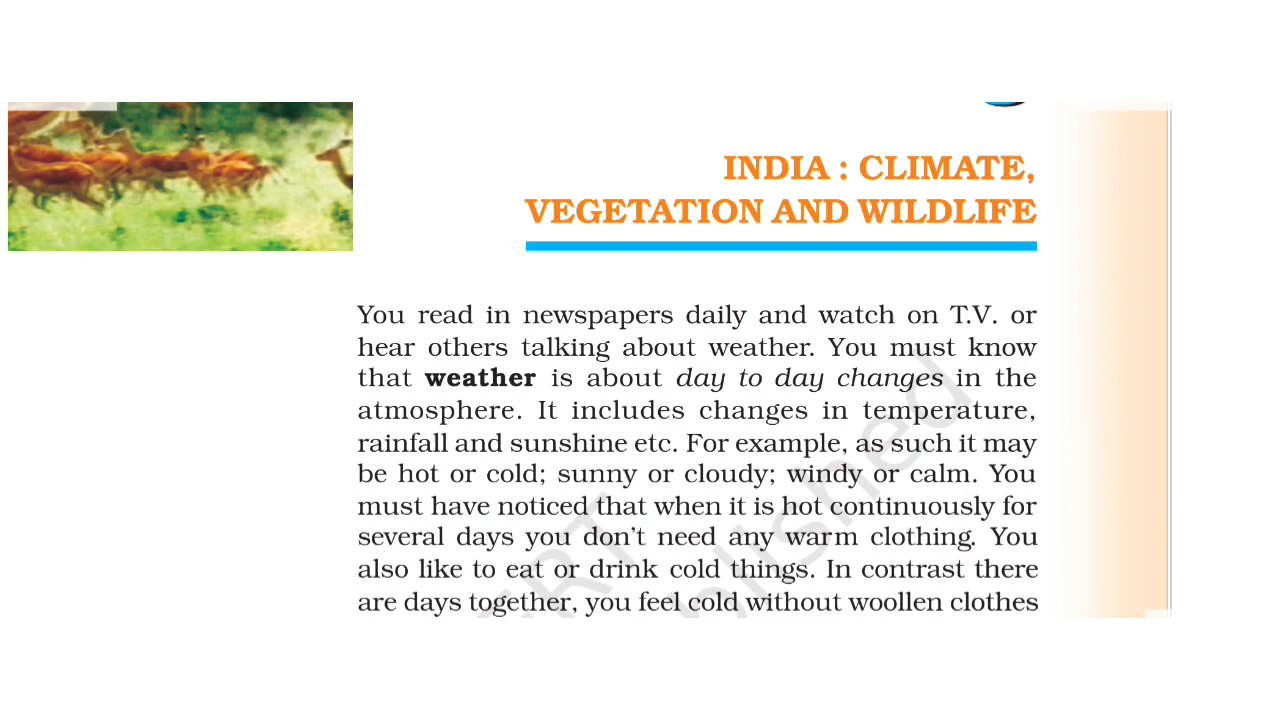 INDIA : CLIMATE,
VEGETATION AND WILDLIFE
You read in newspapers daily and watch on T.V. or
hear others talking about weather. You must know
that weather is about day to day changes in the
atmosphere. It includes changes in temperature,
rainfall and sunshine etc. For example, as such it may
be hot or cold; sunny or cloudy; windy or calm. You
must have noticed that when it is hot continuously for
several days you don't need any warm clothing. You
also like to eat or drink cold things. In contrast there
are days together, you feel cold without woollen clothes